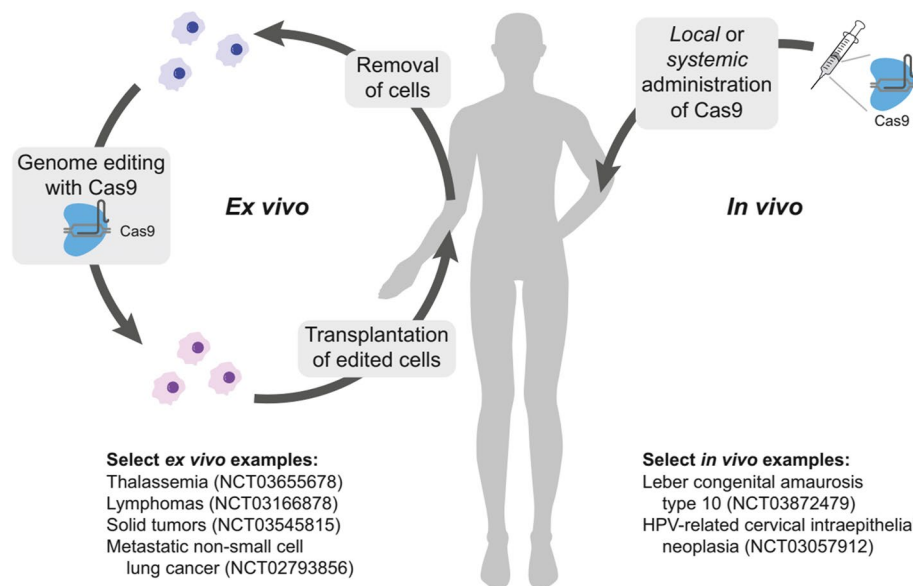 Removal
of cells
Genome editing
with Cas9
Cas9
Ex vivo
Transplantation
of edited cells
Local or
systemic
administration
of Cas9
Cas9
In vivo
Select ex vivo examples:
Thalassemia (NCT03655678)
Lymphomas (NCT03166878)
Solid tumors (NCT03545815)
Metastatic non-small cell
lung cancer (NCT02793856)
Select in vivo examples:
Leber congenital amaurosis
type 10 (NCT03872479)
HPV-related cervical intraepithelia
neoplasia (NCT03057912)